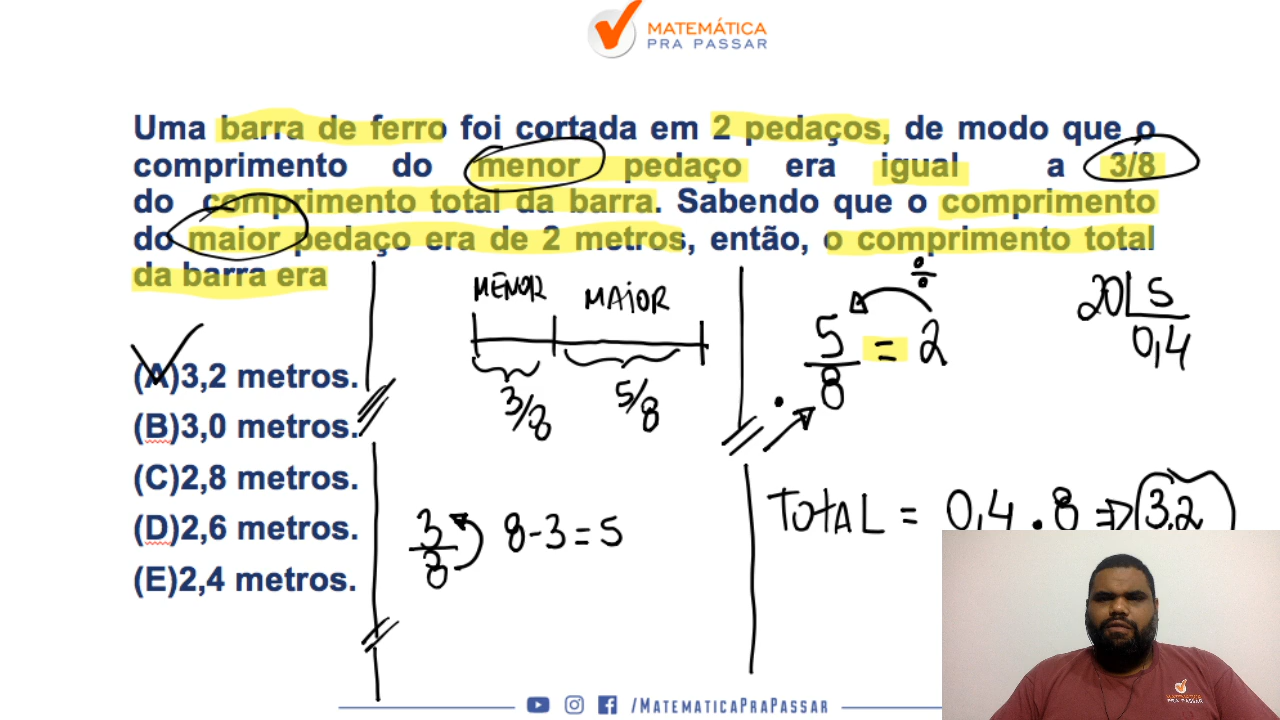 MATEMÁTICA
PRA PASSAR
Uma barra de ferro foi cortada em 2 pedaços, de modo que o
comprimento do menor pedaço era igual a 3/8
do comprimento total da barra. Sabendo que o comprimento
do maior pedaço era de 2 metros, então, o comprimento total
da barra era
(A)3,2 metros.
(B)3,0 metros.
(C)2,8 metros.
(D)2,6 metros.
(E)2,4 metros.
MENOR MAIOR
3/8 5/8
3/8 8-3=5
÷
5/8 = 2
.
20 5
0,4
TOTAL = 0,4 . 8 => 3,2
MATEMÁTICA
PRA PASSAR
/MATEMATICAPRAPASSAR